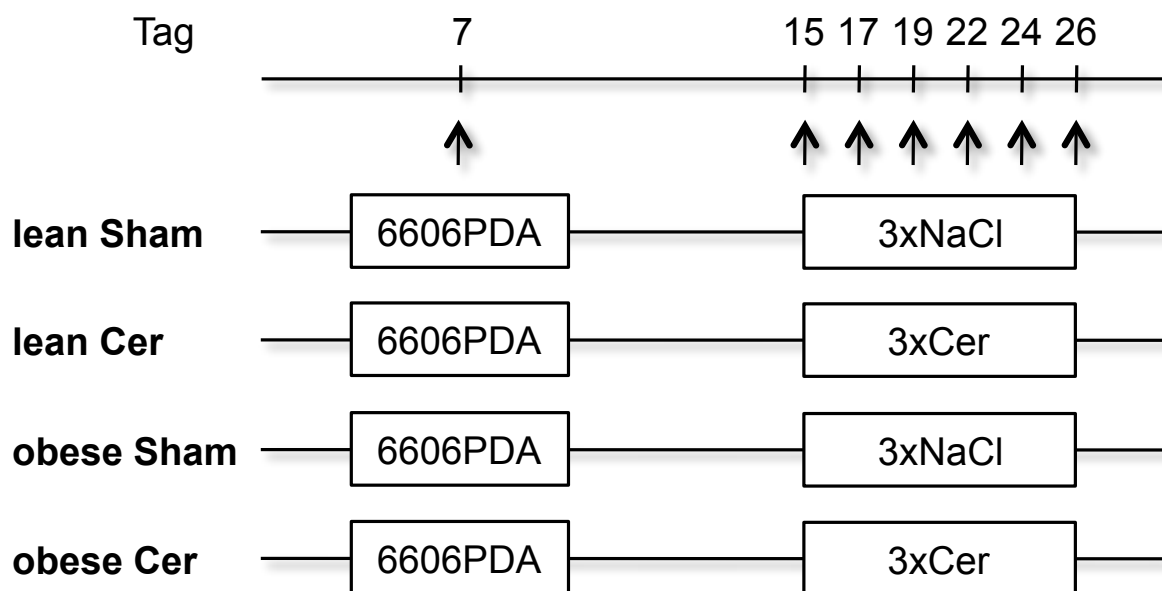 Tag 7 15 17 19 22 24 26
lean Sham 6606PDA 3xNaCl
lean Cer 6606PDA 3xCer
obese Sham 6606PDA 3xNaCl
obese Cer 6606PDA 3xCer